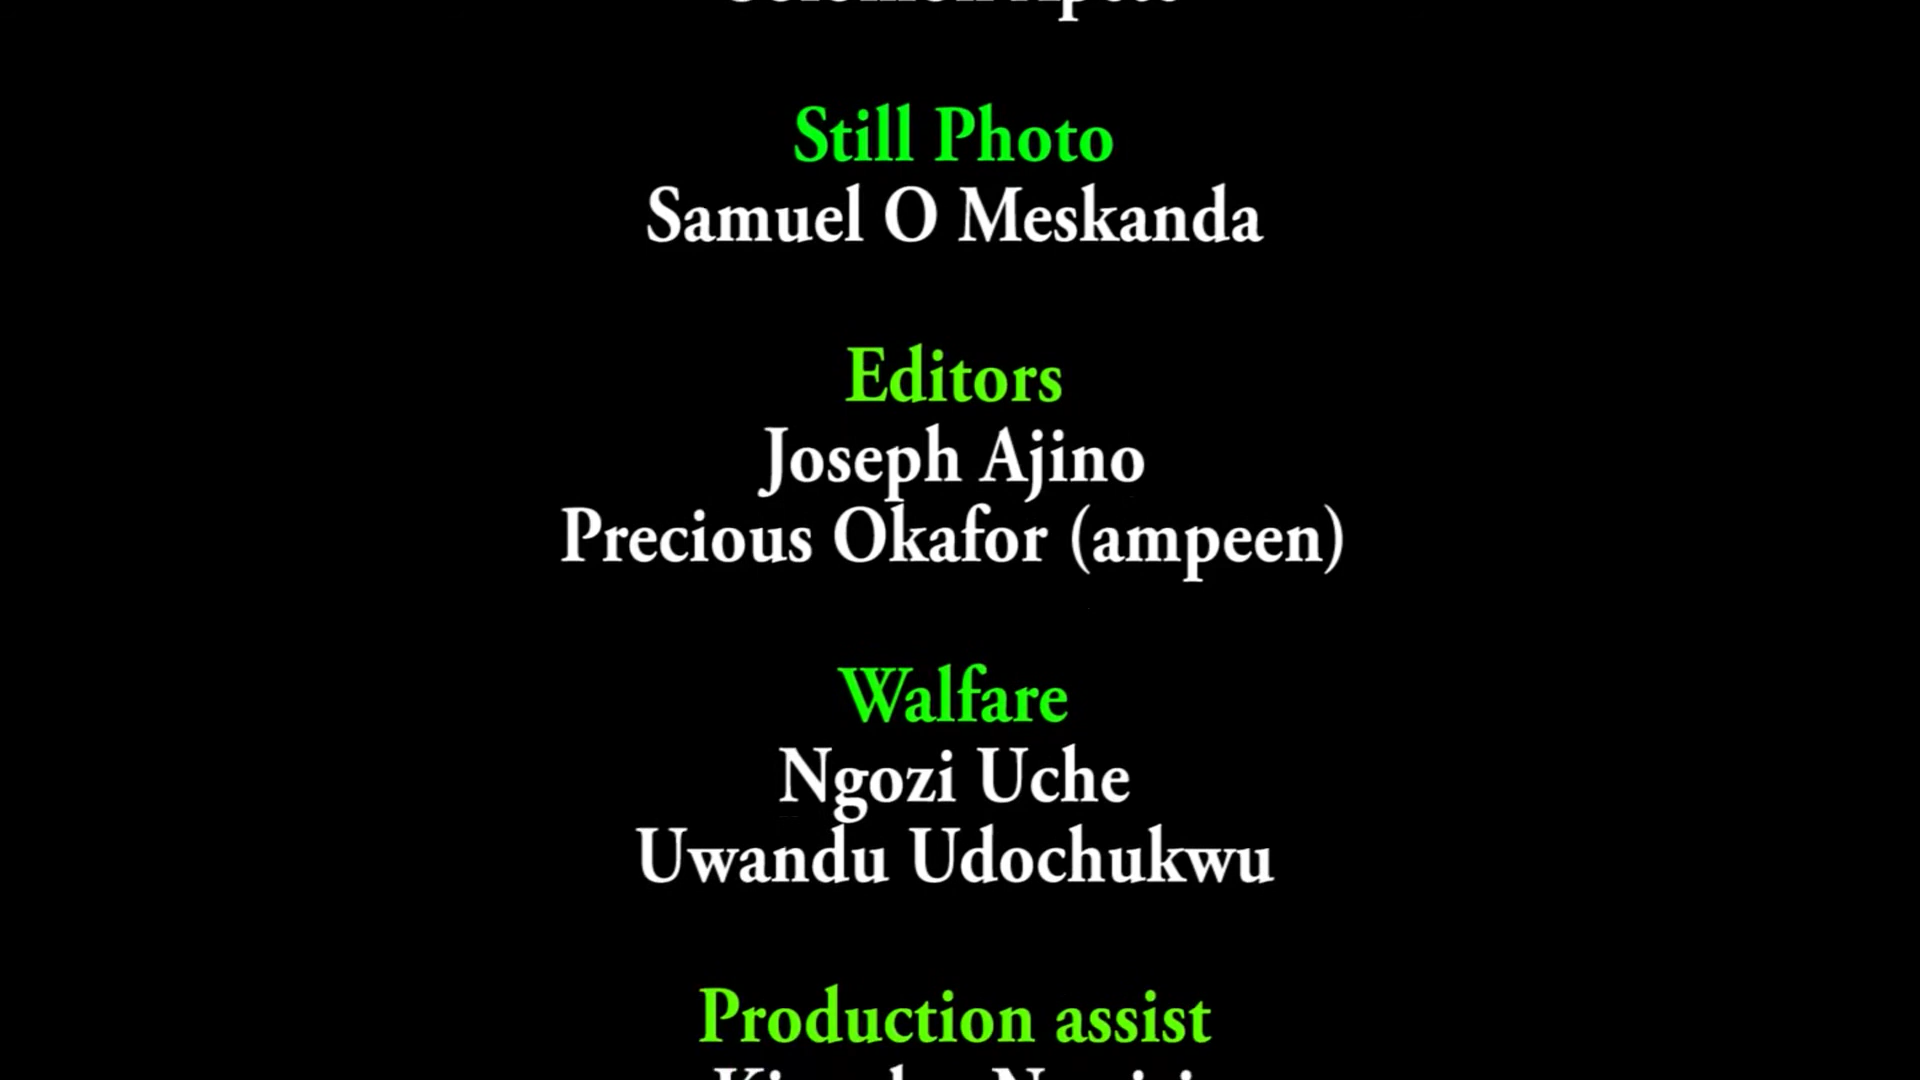 Still Photo
Samuel O Meskanda
Editors
Joseph Ajino
Precious Okafor (ampeen)
Walfare
Ngozi Uche
Uwandu Udochukwu
Production assist